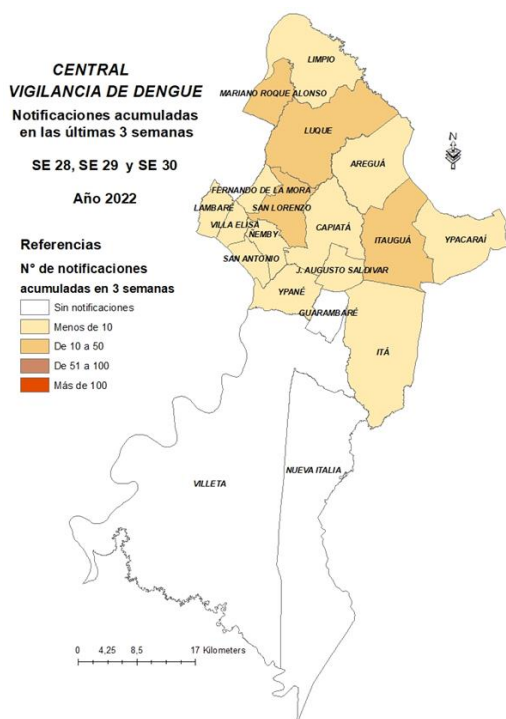 CENTRAL
VIGILANCIA DE DENGUE
Notificaciones acumuladas
en las últimas 3 semanas
SE 28, SE 29 y SE 30
Año 2022
Referencias
N° de notificaciones
acumuladas en 3 semanas
Sin notificaciones
Menos de 10
De 10 a 50
De 51 a 100
Más de 100
LIMPIO
MARIANO ROQUE ALONSO
LUQUE
N
AREGUÁ
FERNANDO DE LA MORA
LAMBARÉ
SAN LORENZO
VILLA ELISA
CAPIATÁ
ITAUGUÁ
YPACARAÍ
ÑEMBY
SAN ANTONIO
J. AUGUSTO SALDIVAR
YPANÉ
GUARAMBARÉ
ITÁ
VILLETA
NUEVA ITALIA
0 4,25 8,5 17 Kilometers